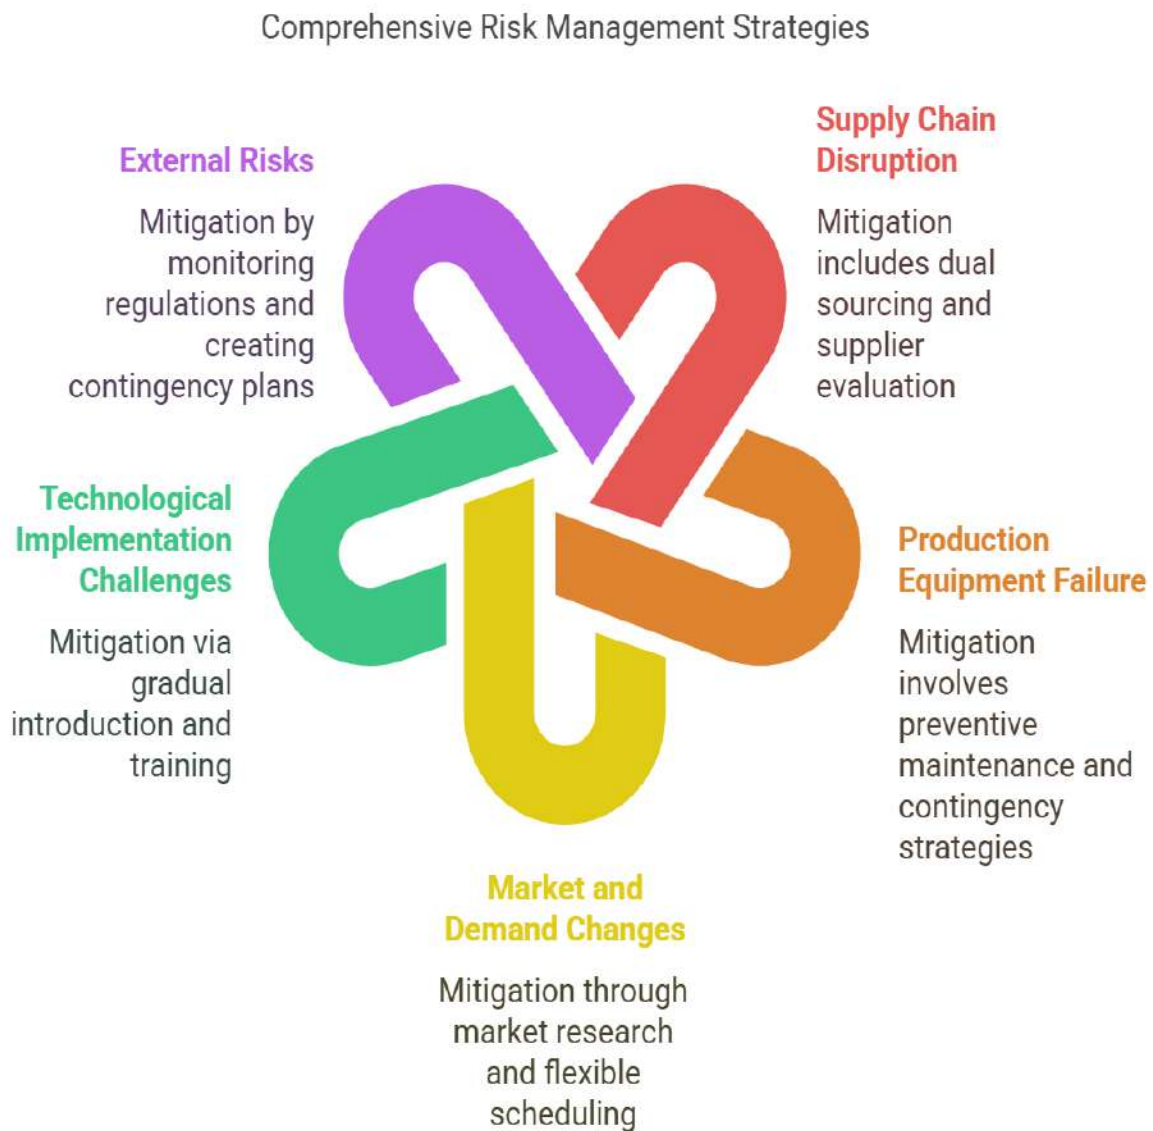 Comprehensive Risk Management Strategies
External Risks
Mitigation by
monitoring
regulations and
creating
contingency plans
Supply Chain
Disruption
Mitigation
includes dual
sourcing and
supplier
evaluation
Technological
Implementation
Challenges
Mitigation via
gradual
introduction and
training
Production
Equipment Failure
Mitigation
involves
preventive
maintenance and
contingency
strategies
Market and
Demand Changes
Mitigation through
market research
and flexible
scheduling